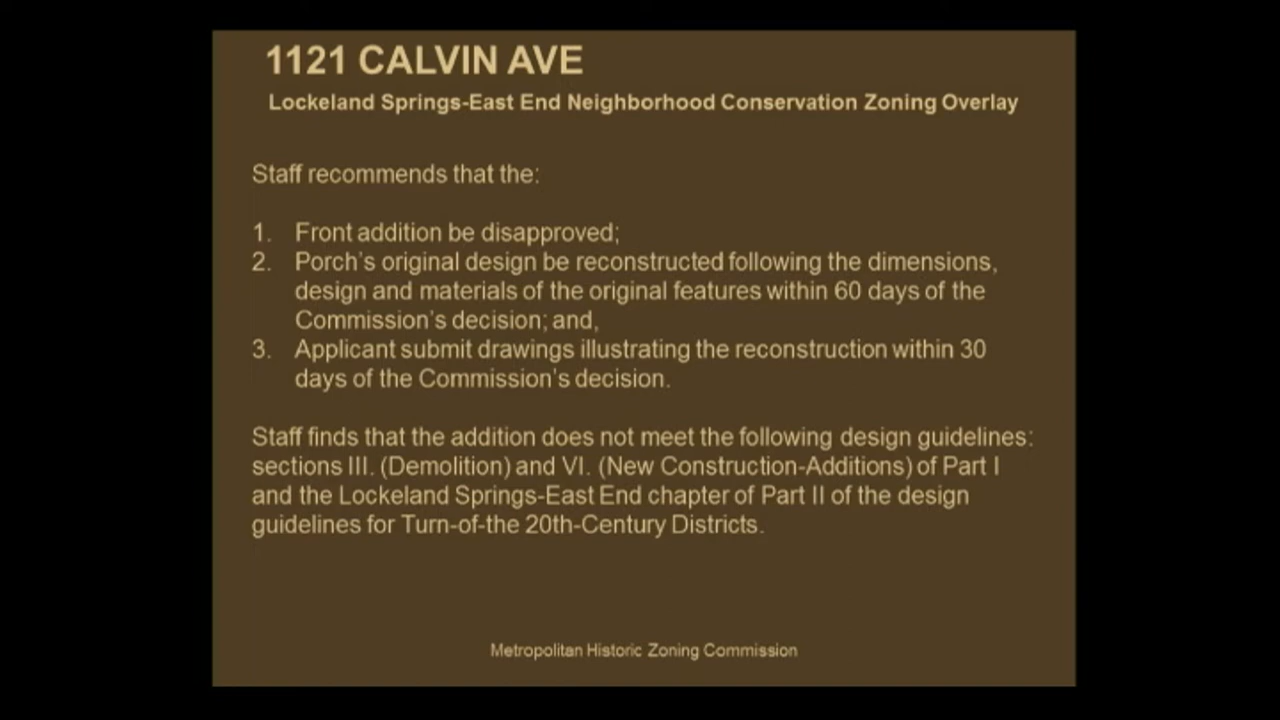 1121 CALVIN AVE
Lockeland Springs-East End Neighborhood Conservation Zoning Overlay
Staff recommends that the:
1. Front addition be disapproved;
2. Porch's original design be reconstructed following the dimensions,
design and materials of the original features within 60 days of the
Commission's decision; and,
3. Applicant submit drawings illustrating the reconstruction within 30
days of the Commission's decision.
Staff finds that the addition does not meet the following design guidelines:
sections III. (Demolition) and VI. (New Construction-Additions) of Part I
and the Lockeland Springs-East End chapter of Part II of the design
guidelines for Turn-of-the 20th-Century Districts.
Metropolitan Historic Zoning Commission